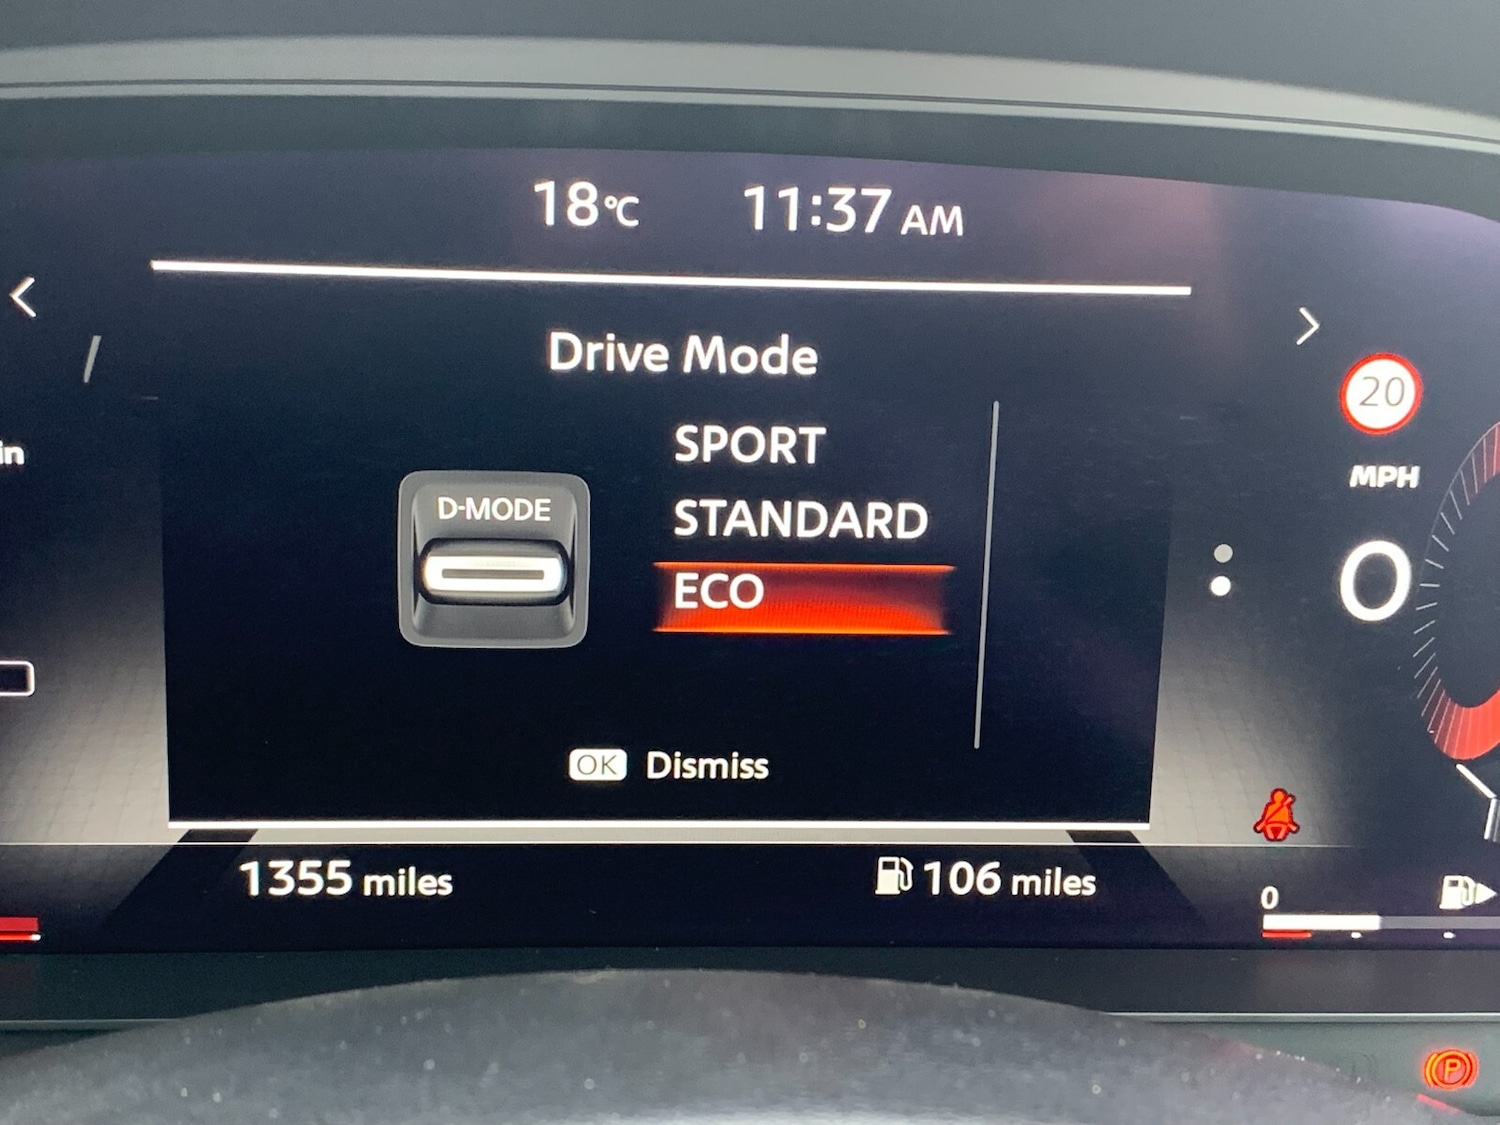 18°C 11:37 AM
Drive Mode
SPORT
20
in
MPH
D-MODE
STANDARD
ECO
0
OK Dismiss
1355 miles
106 miles
0
P